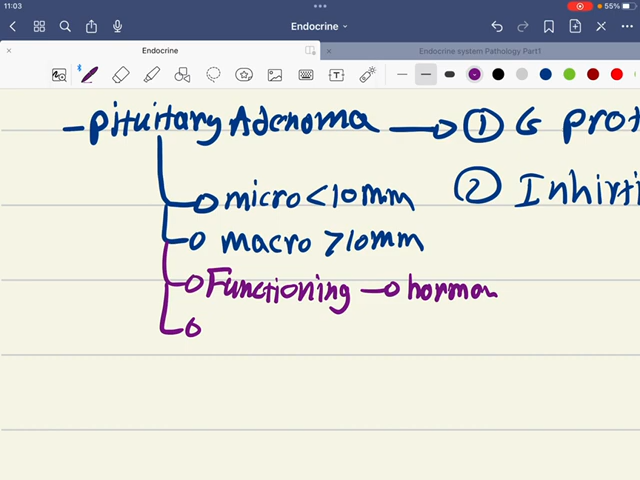 11:03
55%
Endocrine
Endocrine
Endocrine system Pathology Part1
- Pituitary Adenoma → ① G prot
② Inhirti
micro < 10mm
macro > 10mm
Functioning → hormon